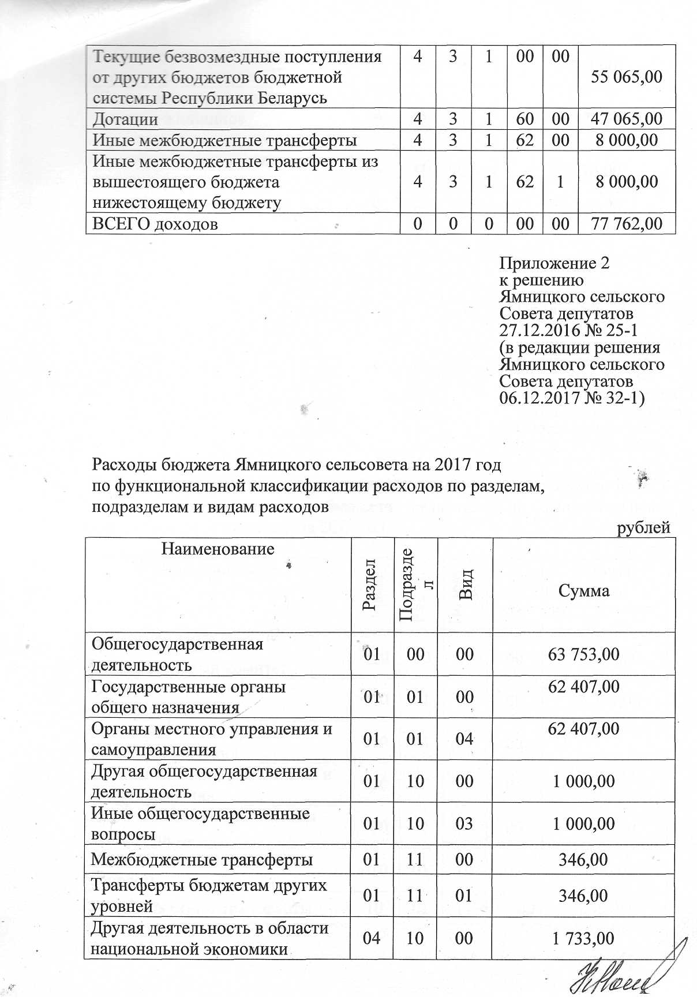 Текущие безвозмездные поступления 4 3 1 00 00
от других бюджетов бюджетной 55 065,00
системы Республики Беларусь
Дотации 4 3 1 60 00 47 065,00
Иные межбюджетные трансферты 4 3 1 62 00 8 000,00
Иные межбюджетные трансферты из
вышестоящего бюджета 4 3 1 62 1 8 000,00
нижестоящему бюджету
ВСЕГО доходов 0 0 0 00 00 77 762,00
Приложение 2
к решению
Ямницкого сельского
Совета депутатов
27.12.2016 № 25-1
(в редакции решения
Ямницкого сельского
Совета депутатов
06.12.2017 № 32-1)
Расходы бюджета Ямницкого сельсовета на 2017 год
по функциональной классификации расходов по разделам,
подразделам и видам расходов
рублей
Наименование
Раздел
Подразде
л
Вид
Сумма
Общегосударственная
деятельность 01 00 00 63 753,00
Государственные органы
общего назначения 01 01 00 62 407,00
Органы местного управления и
самоуправления 01 01 04 62 407,00
Другая общегосударственная
деятельность 01 10 00 1 000,00
Иные общегосударственные
вопросы 01 10 03 1 000,00
Межбюджетные трансферты 01 11 00 346,00
Трансферты бюджетам других
уровней 01 11 01 346,00
Другая деятельность в области
национальной экономики 04 10 00 1 733,00